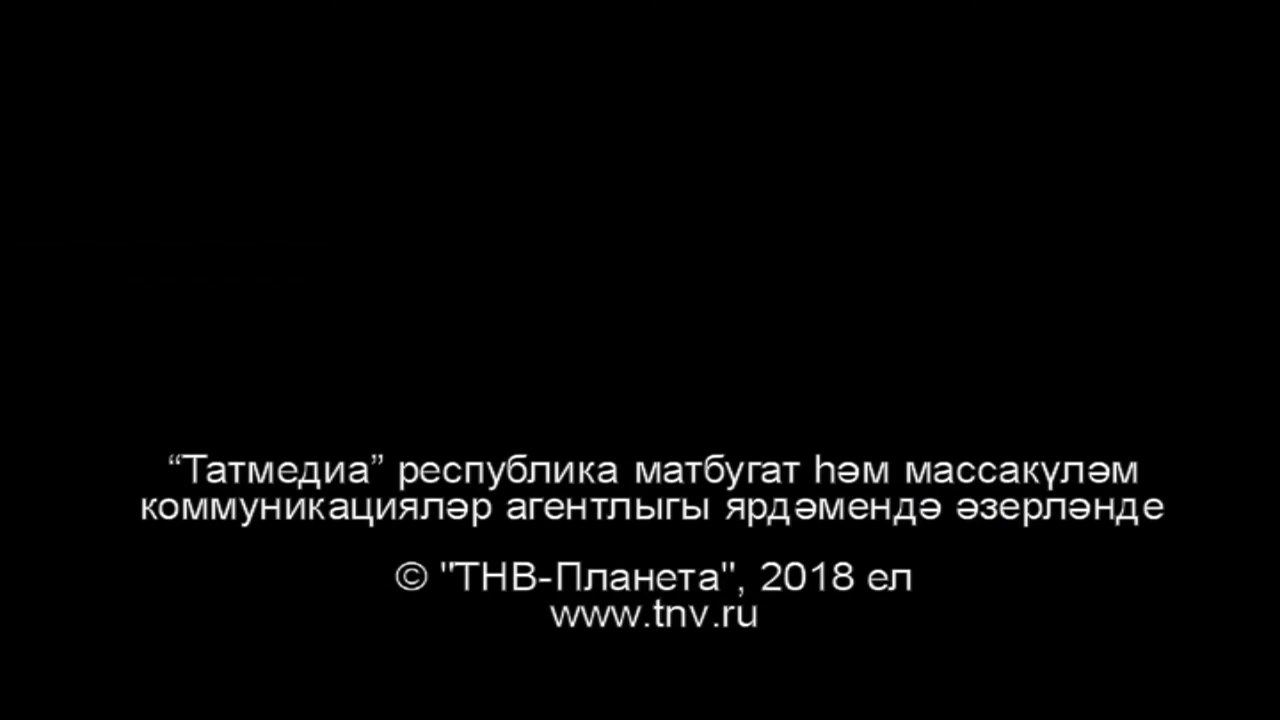 “Татмедиа” республика матбугат һәм массакүләм
коммуникацияләр агентлыгы ярдәмендә әзерләнде
© "ТНВ-Планета", 2018 ел
www.tnv.ru